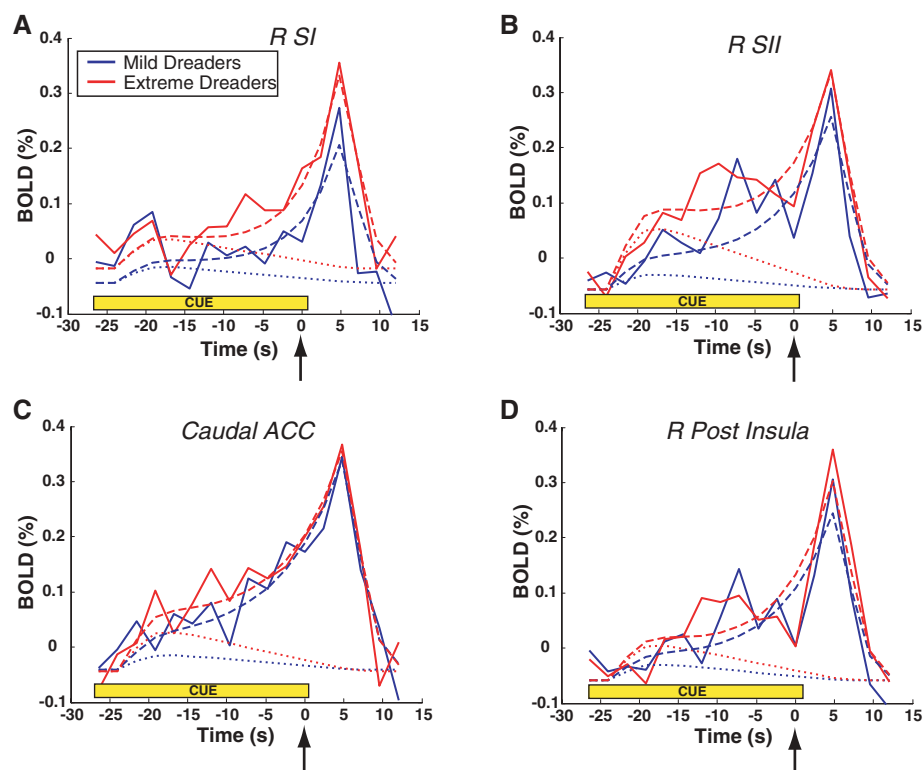 A
R SI
0.4
0.3
0.2
0.1
0
-0.1
BOLD (%)
Mild Dreaders
Extreme Dreaders
CUE
-30 -25 -20 -15 -10 -5 0 5 10 15
Time (s)
B
R SII
0.4
0.3
0.2
0.1
0
-0.1
BOLD (%)
CUE
-30 -25 -20 -15 -10 -5 0 5 10 15
Time (s)
C
Caudal ACC
0.4
0.3
0.2
0.1
0
-0.1
BOLD (%)
CUE
-30 -25 -20 -15 -10 -5 0 5 10 15
Time (s)
D
R Post Insula
0.4
0.3
0.2
0.1
0
-0.1
BOLD (%)
CUE
-30 -25 -20 -15 -10 -5 0 5 10 15
Time (s)